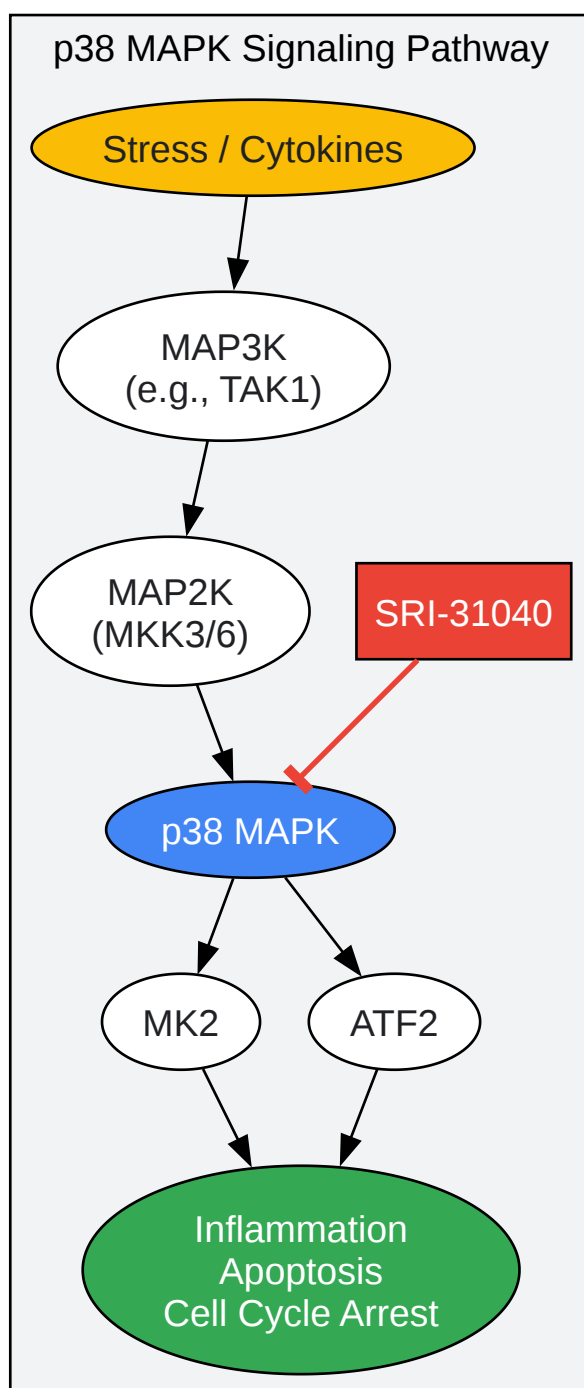 p38 MAPK Signaling Pathway
Stress / Cytokines
MAP3K
(e.g., TAK1)
MAP2K
(MKK3/6)
SRI-31040
p38 MAPK
MK2
ATF2
Inflammation
Apoptosis
Cell Cycle Arrest